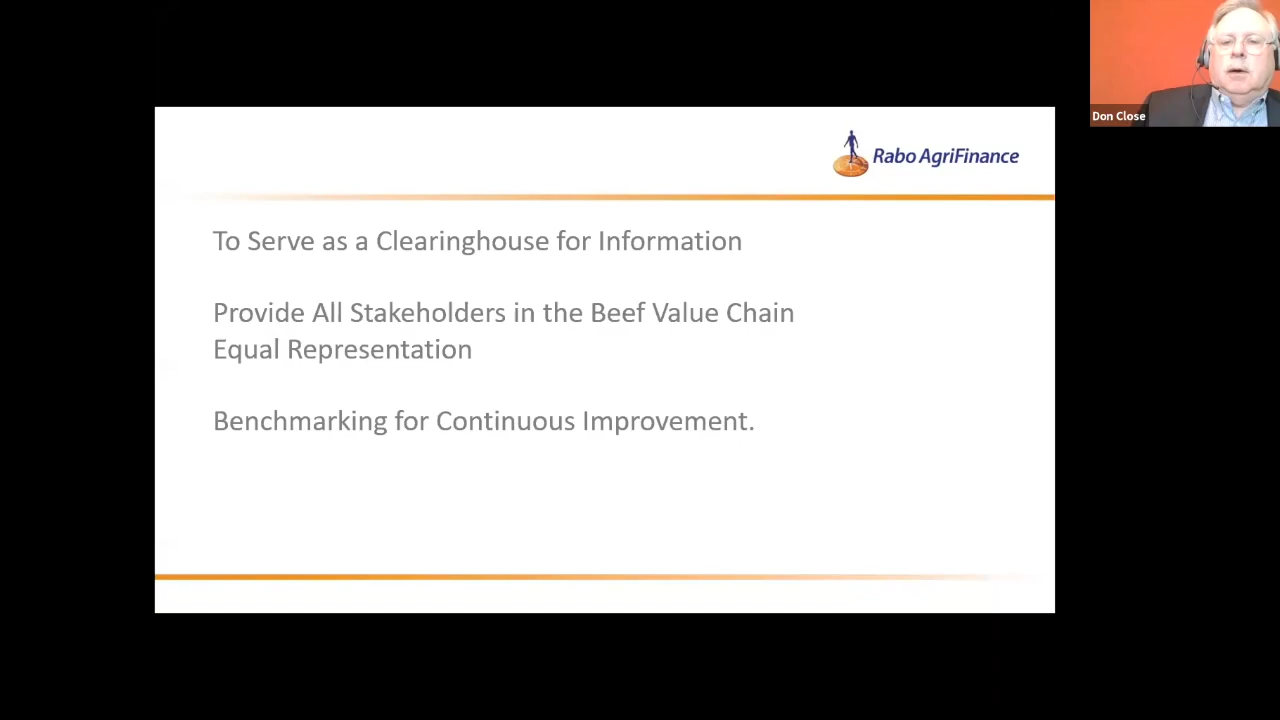 Don Close
Rabo AgriFinance
To Serve as a Clearinghouse for Information
Provide All Stakeholders in the Beef Value Chain
Equal Representation
Benchmarking for Continuous Improvement.